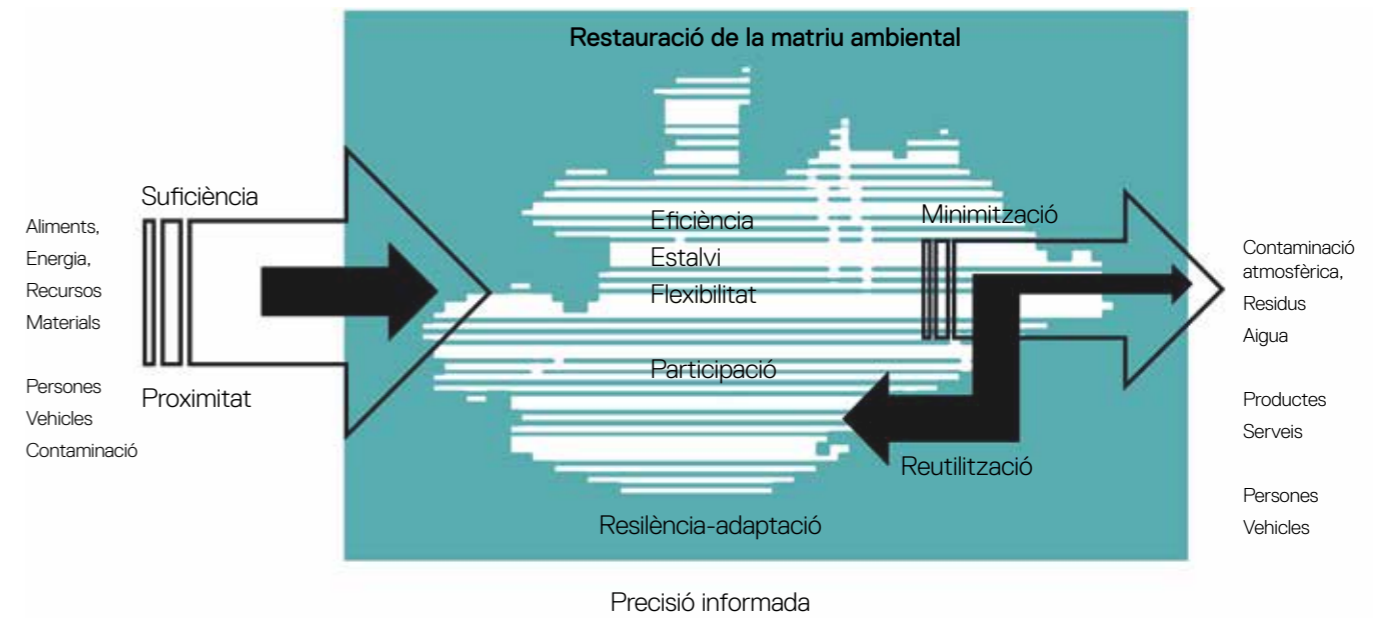 Restauració de la matriu ambiental
Suficiència
Aliments,
Energia,
Recursos
Materials
Persones
Vehicles
Contaminació
Proximitat
Eficiència
Estalvi
Flexibilitat
Participació
Minimització
Reutilització
Resilència-adaptació
Contaminació
atmosfèrica,
Residus
Aigua
Productes
Serveis
Persones
Vehicles
Precisió informada